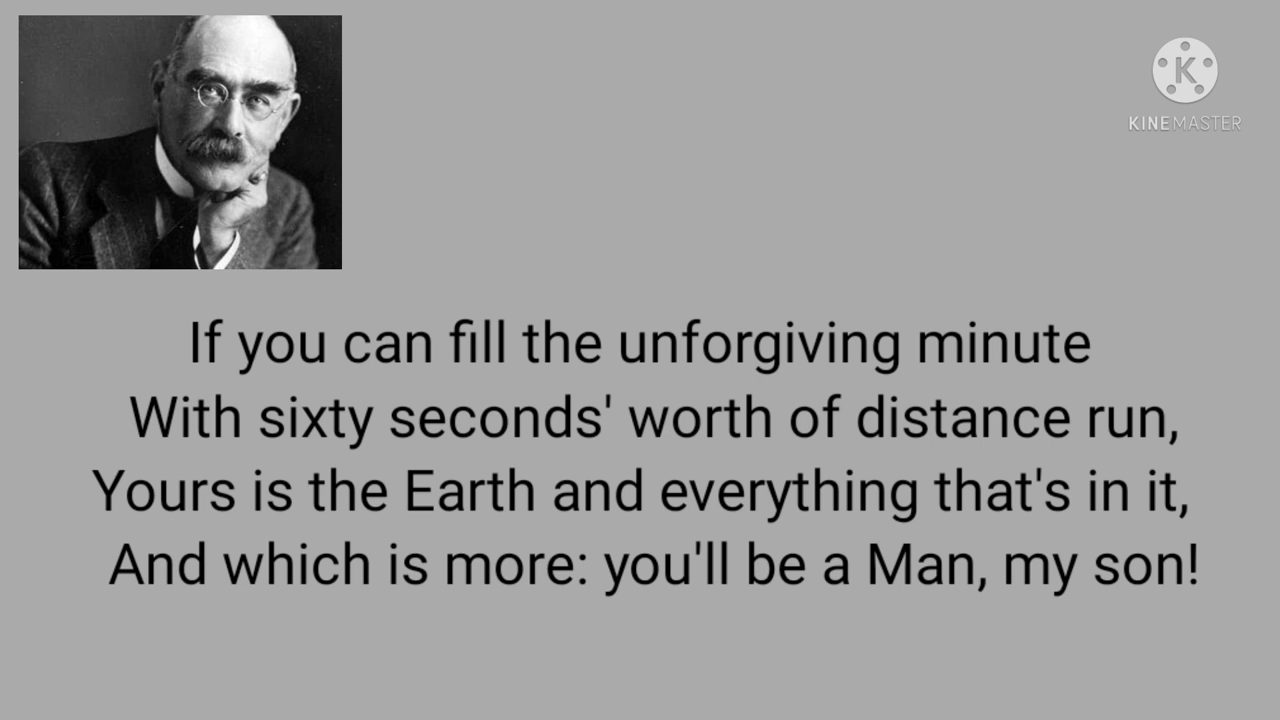 K
KINEMASTER
If you can fill the unforgiving minute
With sixty seconds' worth of distance run,
Yours is the Earth and everything that's in it,
And which is more: you'll be a Man, my son!